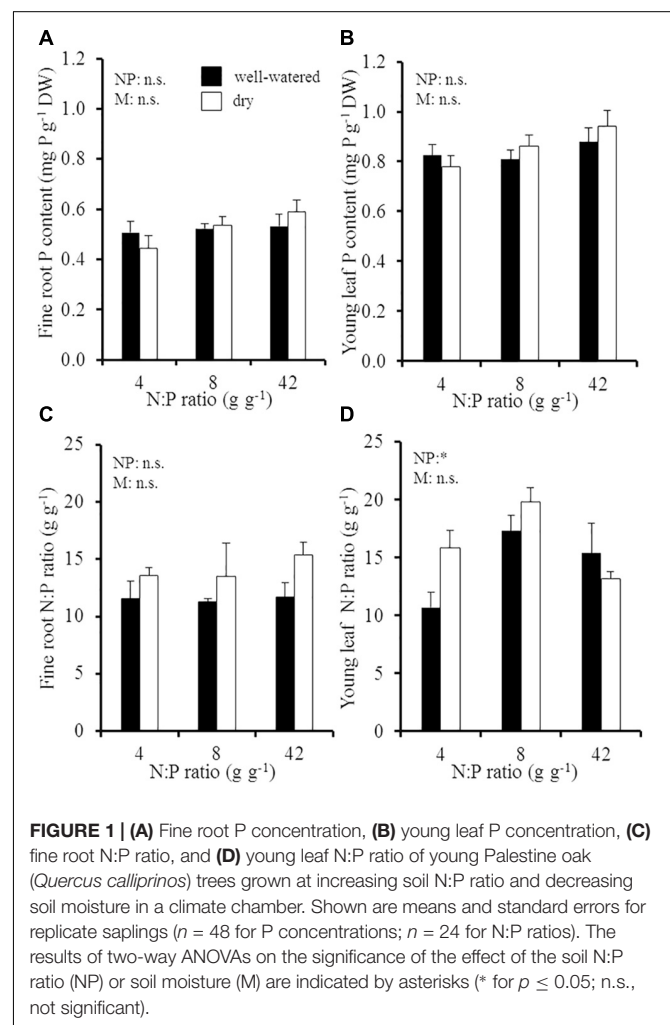 A
B
1.2
1.0
0.8
0.6
0.4
0.2
0.0
Fine root P content (mg P g-1 DW)
NP: n.s.
M: n.s.
well-watered
dry
4 8 42
N:P ratio (g g-1)
1.2
1.0
0.8
0.6
0.4
0.2
0.0
Young leaf P content (mg P g-1 DW)
NP: n.s.
M: n.s.
4 8 42
N:P ratio (g g-1)
C
D
25
20
15
10
5
0
Fine root N:P ratio (g g-1)
NP: n.s.
M: n.s.
4 8 42
N:P ratio (g g-1)
25
20
15
10
5
0
Young leaf N:P ratio (g g-1)
NP:*
M: n.s.
4 8 42
N:P ratio (g g-1)
FIGURE 1 | (A) Fine root P concentration, (B) young leaf P concentration, (C)
fine root N:P ratio, and (D) young leaf N:P ratio of young Palestine oak
(Quercus calliprinos) trees grown at increasing soil N:P ratio and decreasing
soil moisture in a climate chamber. Shown are means and standard errors for
replicate saplings (n = 48 for P concentrations; n = 24 for N:P ratios). The
results of two-way ANOVAs on the significance of the effect of the soil N:P
ratio (NP) or soil moisture (M) are indicated by asterisks (* for p ≤ 0.05; n.s.,
not significant).